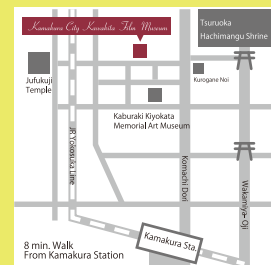 Kamakura City Kawakita Film Museum
Tsuruoka
Hachimangu Shrine
Jufukuji
Temple
Kurogane Noi
Kaburaki Kiyokata
Memorial Art Museum
JR Yokosuka Line
Komachi Dori
Wakamiya-Oji
Kamakura Sta.
8 min. Walk
From Kamakura Station